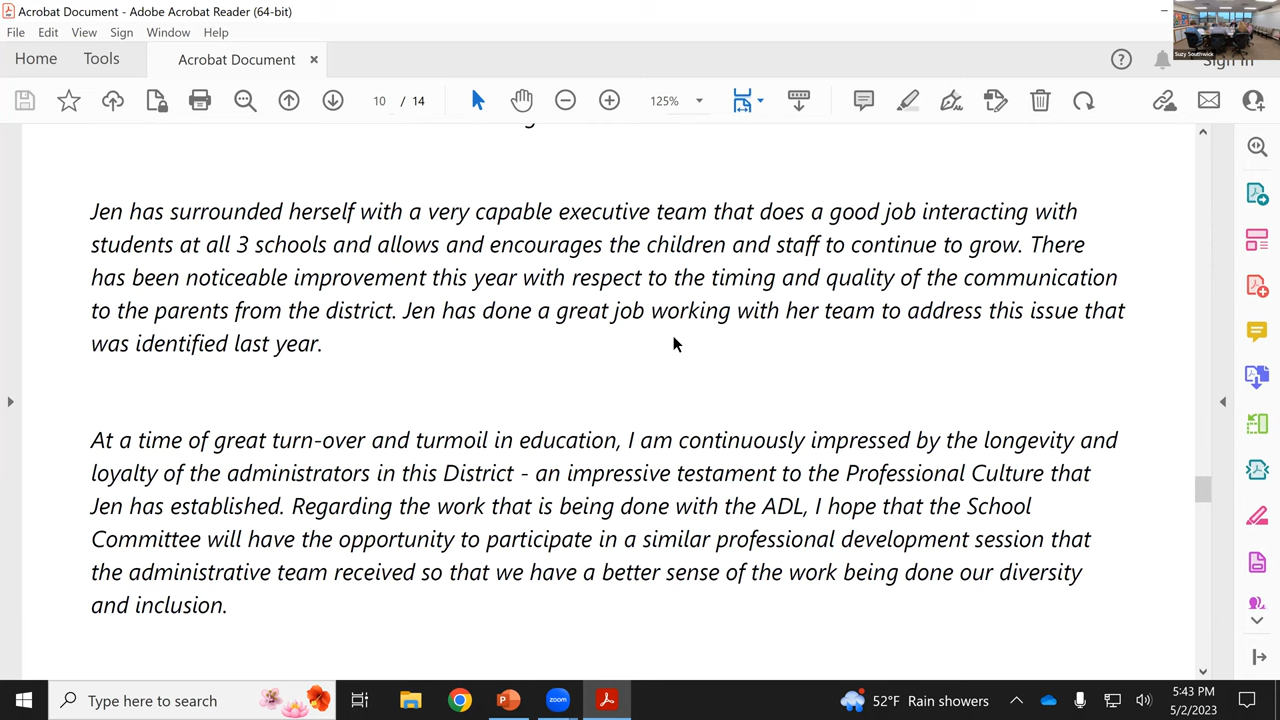 Acrobat Document - Adobe Acrobat Reader (64-bit)
File Edit View Sign Window Help
Suzy Southwick
Home Tools Acrobat Document × Sign In
10 / 14 125%
Jen has surrounded herself with a very capable executive team that does a good job interacting with
students at all 3 schools and allows and encourages the children and staff to continue to grow. There
has been noticeable improvement this year with respect to the timing and quality of the communication
to the parents from the district. Jen has done a great job working with her team to address this issue that
was identified last year.
At a time of great turn-over and turmoil in education, I am continuously impressed by the longevity and
loyalty of the administrators in this District - an impressive testament to the Professional Culture that
Jen has established. Regarding the work that is being done with the ADL, I hope that the School
Committee will have the opportunity to participate in a similar professional development session that
the administrative team received so that we have a better sense of the work being done our diversity
and inclusion.
Type here to search zoom 52°F Rain showers 5:43 PM
5/2/2023